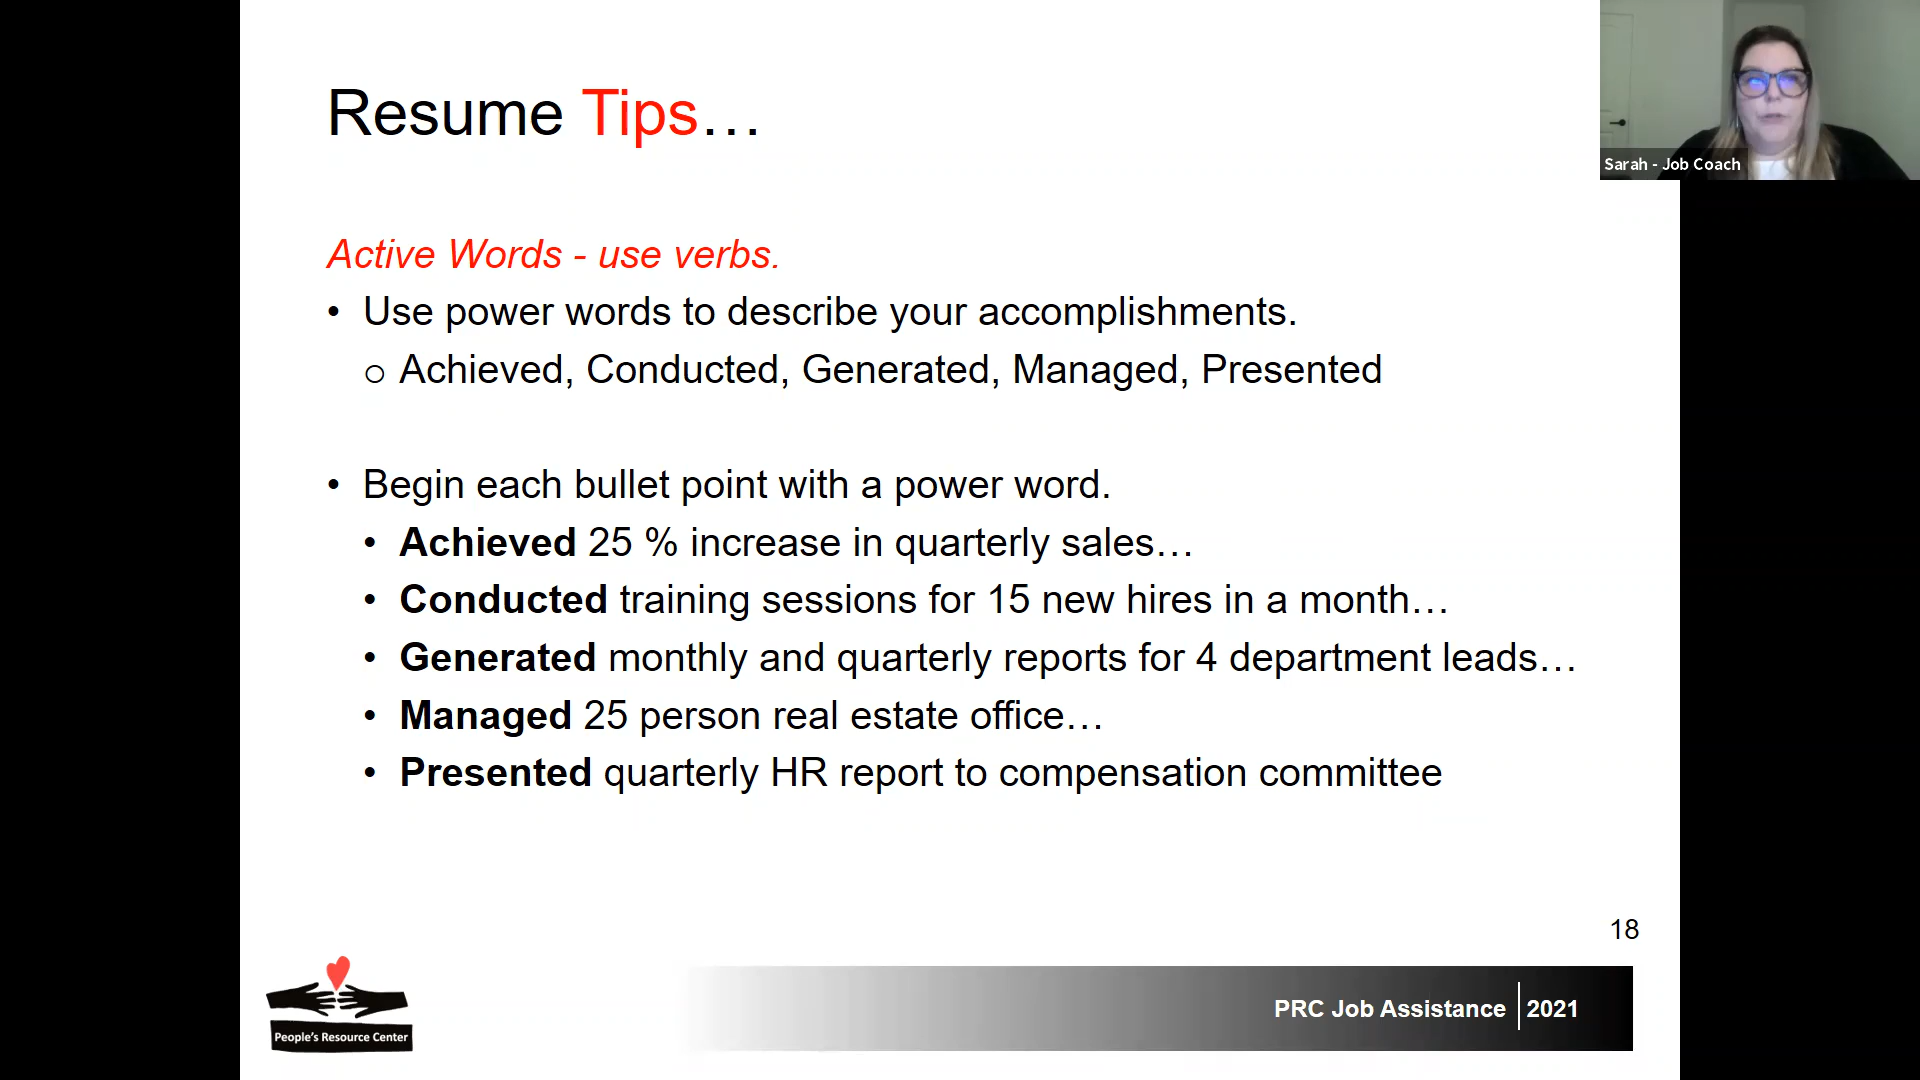 Resume Tips…
Sarah - Job Coach
Active Words - use verbs.
• Use power words to describe your accomplishments.
o Achieved, Conducted, Generated, Managed, Presented
• Begin each bullet point with a power word.
• Achieved 25 % increase in quarterly sales…
• Conducted training sessions for 15 new hires in a month…
• Generated monthly and quarterly reports for 4 department leads…
• Managed 25 person real estate office…
• Presented quarterly HR report to compensation committee
18
People's Resource Center
PRC Job Assistance | 2021